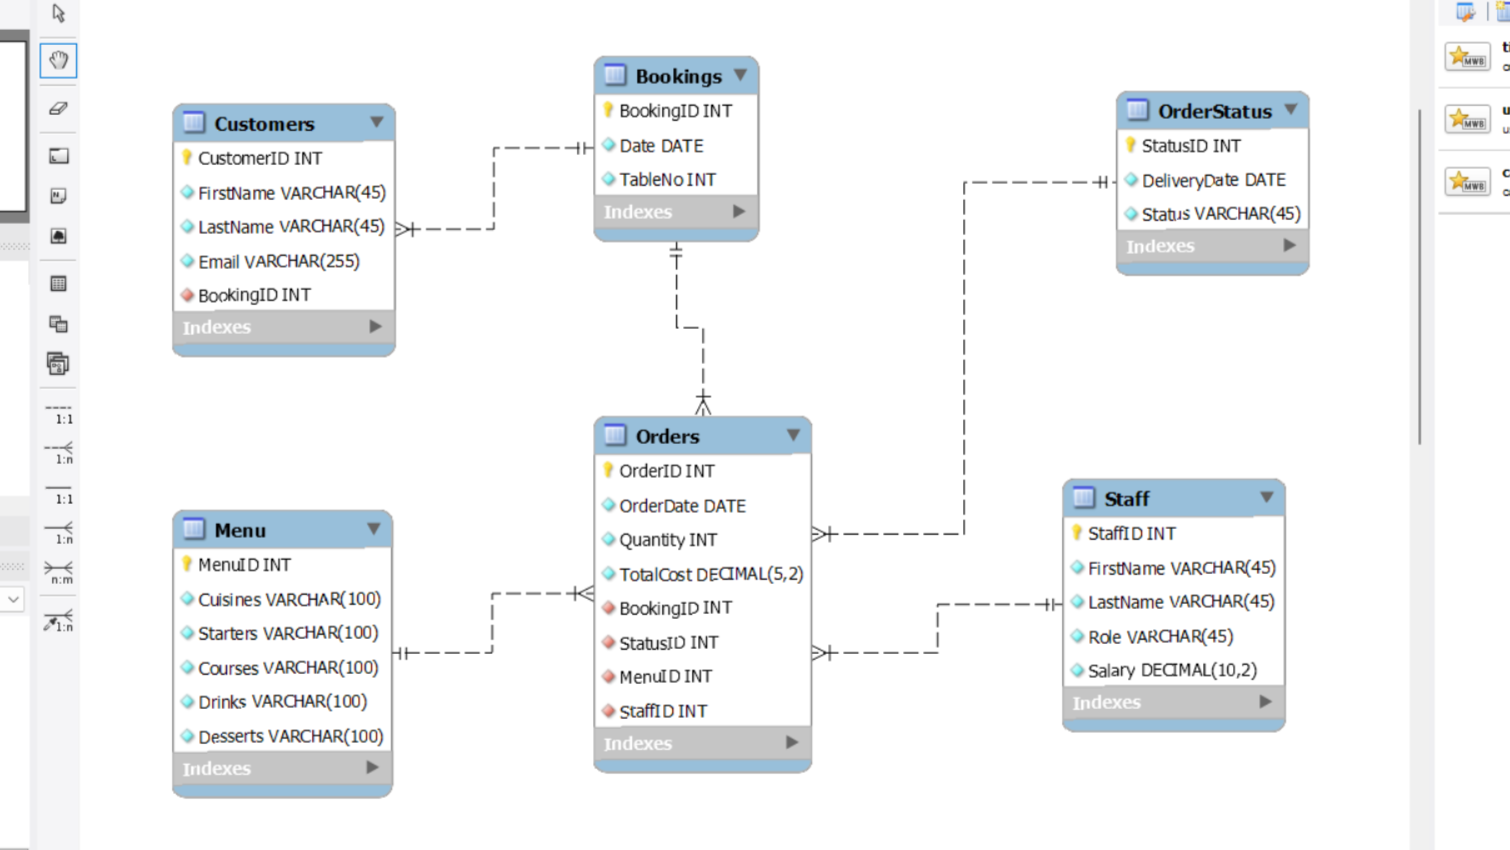 Customers
CustomerID INT
FirstName VARCHAR(45)
LastName VARCHAR(45)
Email VARCHAR(255)
BookingID INT
Indexes
Bookings
BookingID INT
Date DATE
TableNo INT
Indexes
OrderStatus
StatusID INT
DeliveryDate DATE
Status VARCHAR(45)
Indexes
Menu
MenuID INT
Cuisines VARCHAR(100)
Starters VARCHAR(100)
Courses VARCHAR(100)
Drinks VARCHAR(100)
Desserts VARCHAR(100)
Indexes
Orders
OrderID INT
OrderDate DATE
Quantity INT
TotalCost DECIMAL(5,2)
BookingID INT
StatusID INT
MenuID INT
StaffID INT
Indexes
Staff
StaffID INT
FirstName VARCHAR(45)
LastName VARCHAR(45)
Role VARCHAR(45)
Salary DECIMAL(10,2)
Indexes
1:1
1:n
1:1
1:n
n:m
1:n
MWB
MWB
MWB